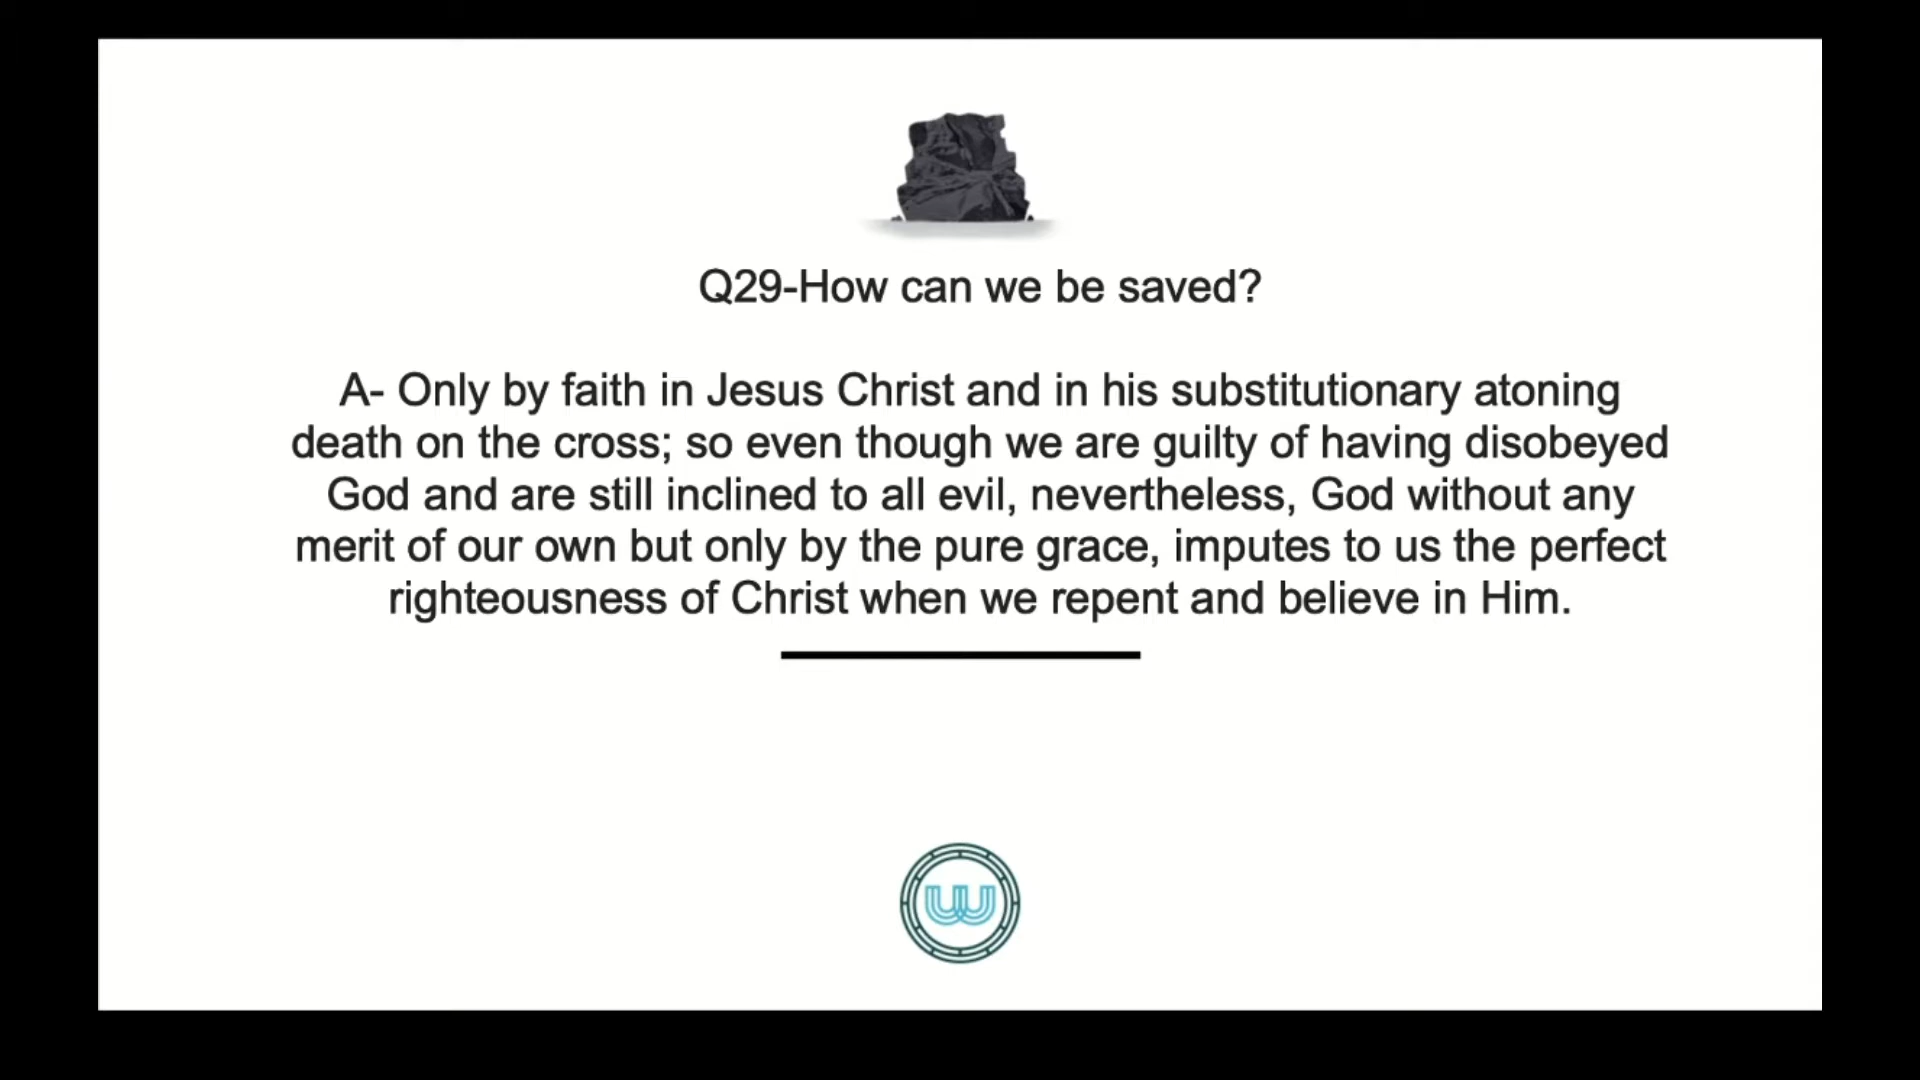 Q29-How can we be saved?
A- Only by faith in Jesus Christ and in his substitutionary atoning
death on the cross; so even though we are guilty of having disobeyed
God and are still inclined to all evil, nevertheless, God without any
merit of our own but only by the pure grace, imputes to us the perfect
righteousness of Christ when we repent and believe in Him.
W